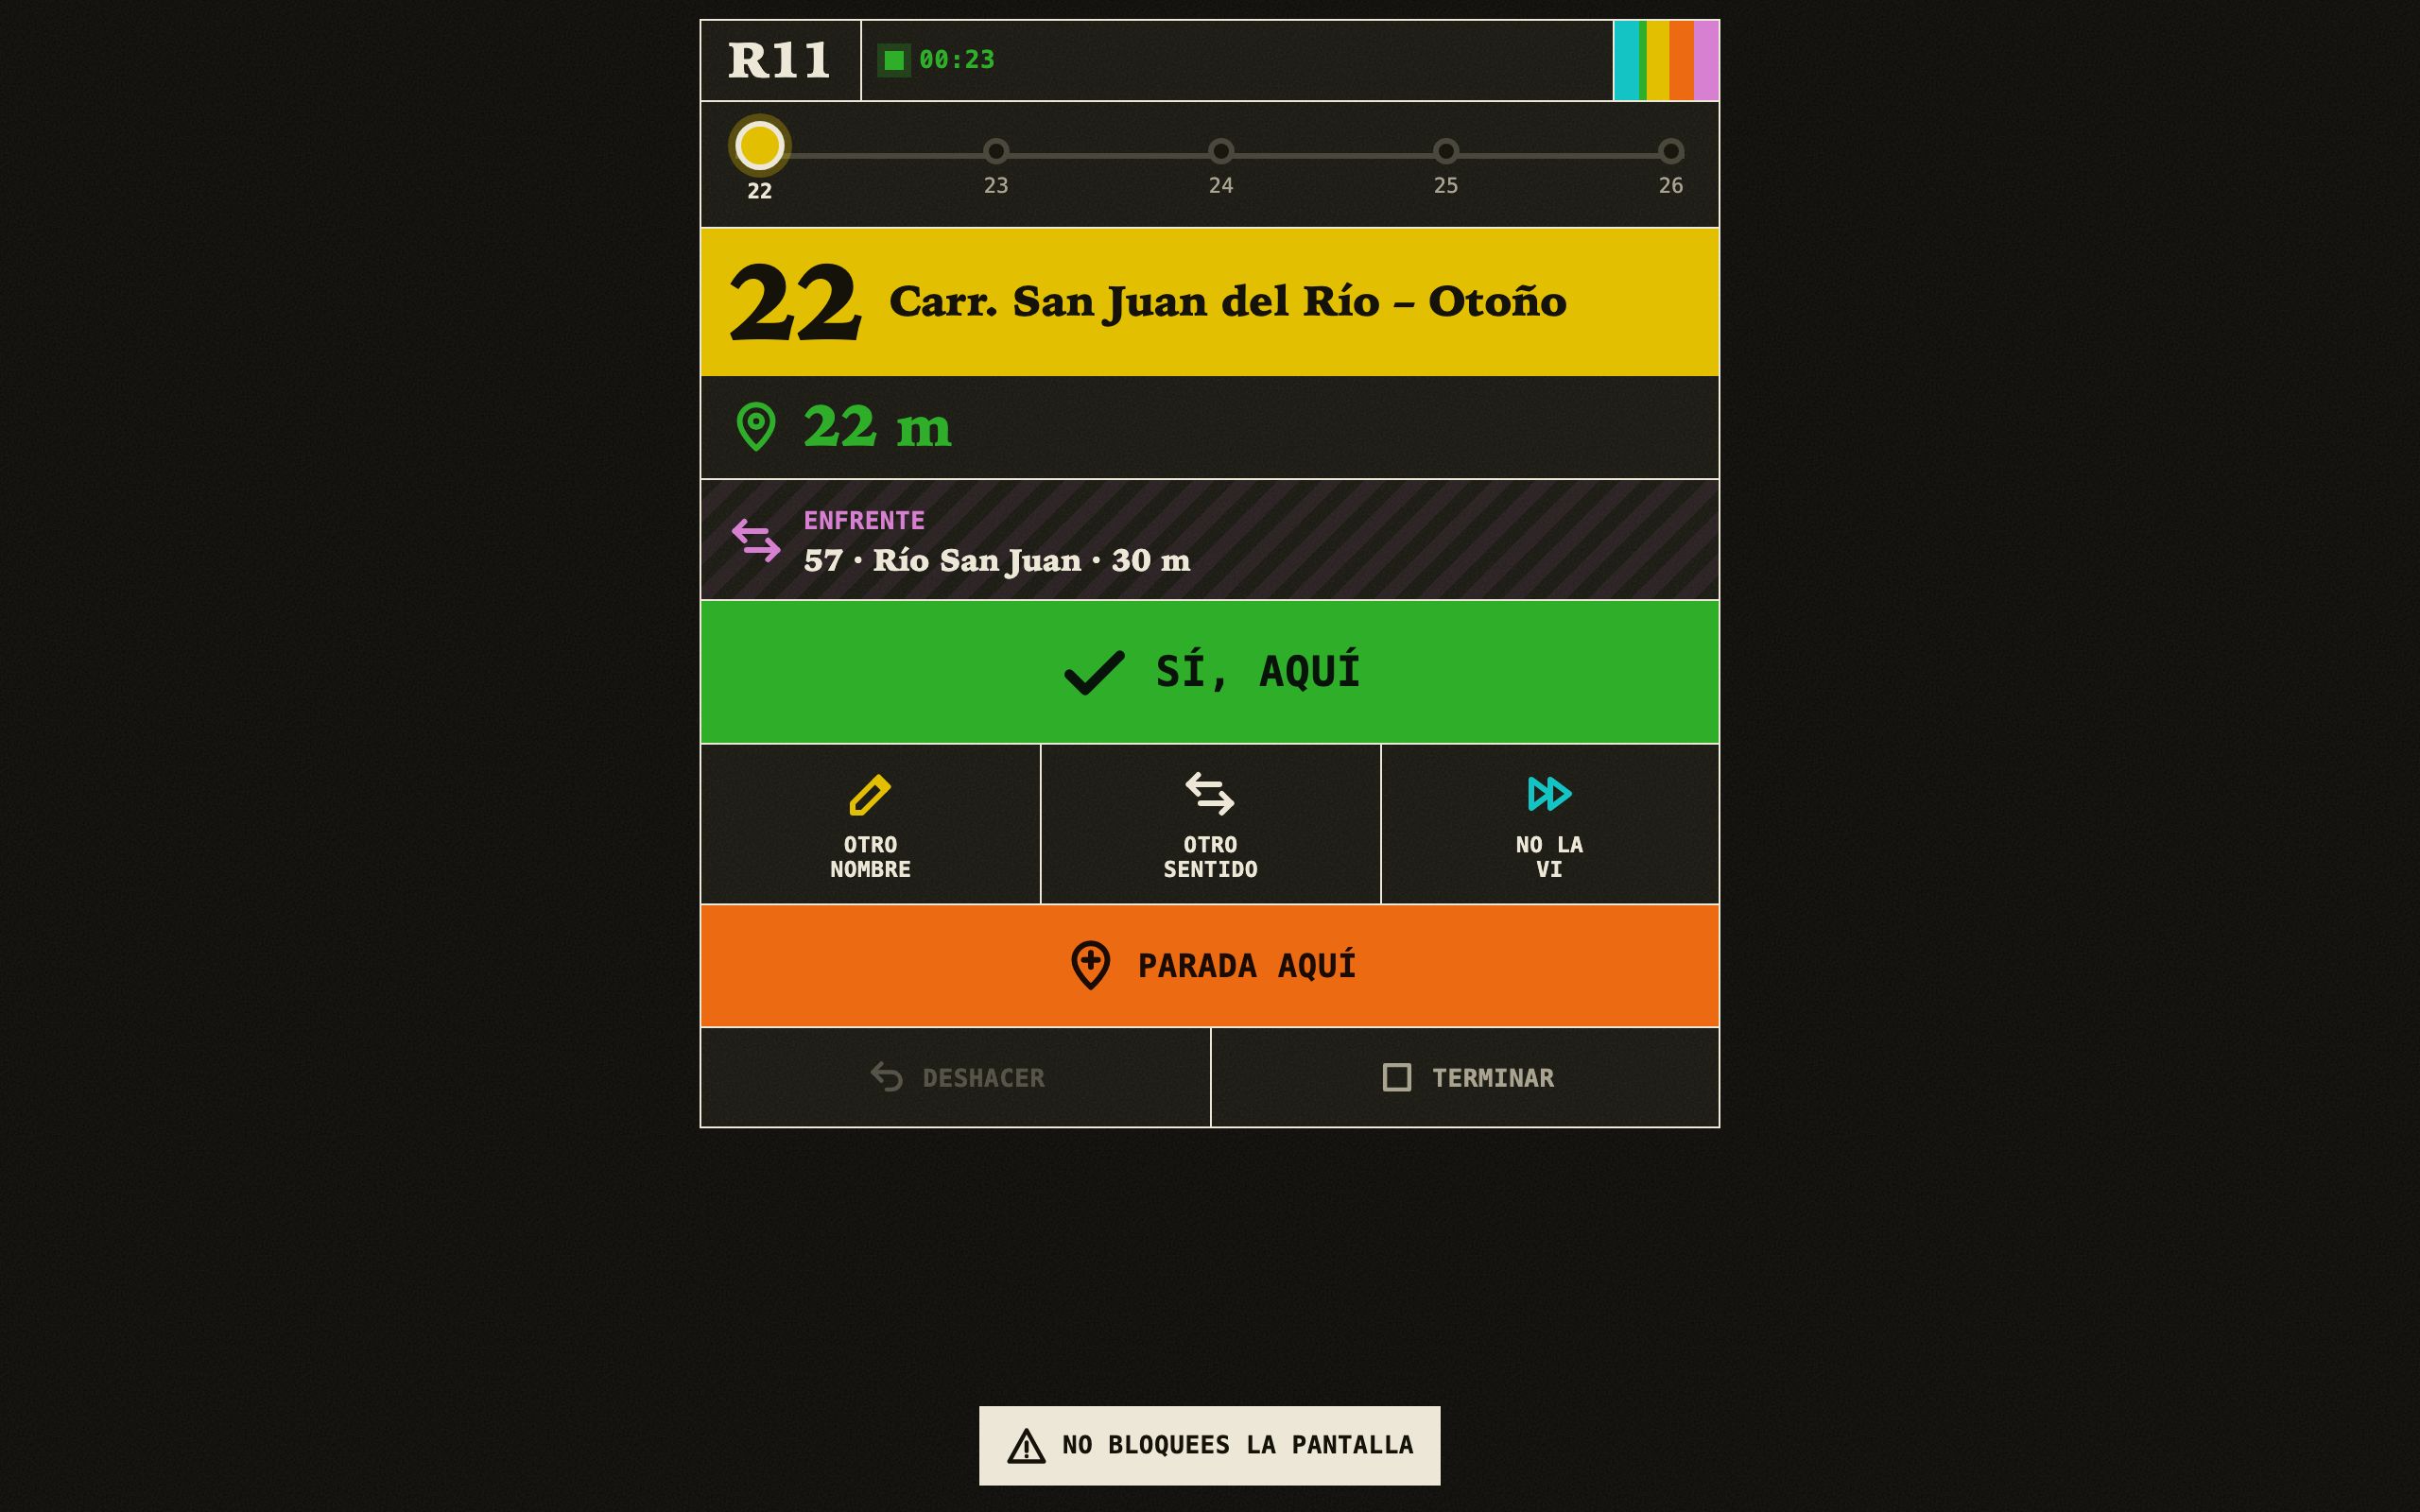 R11
00:23
22
23
24
25
26
22
Carr. San Juan del Río – Otoño
22 m
ENFRENTE
57 · Río San Juan · 30 m
SÍ, AQUÍ
OTRO
NOMBRE
OTRO
SENTIDO
NO LA
VI
PARADA AQUÍ
DESHACER
TERMINAR
NO BLOQUEES LA PANTALLA